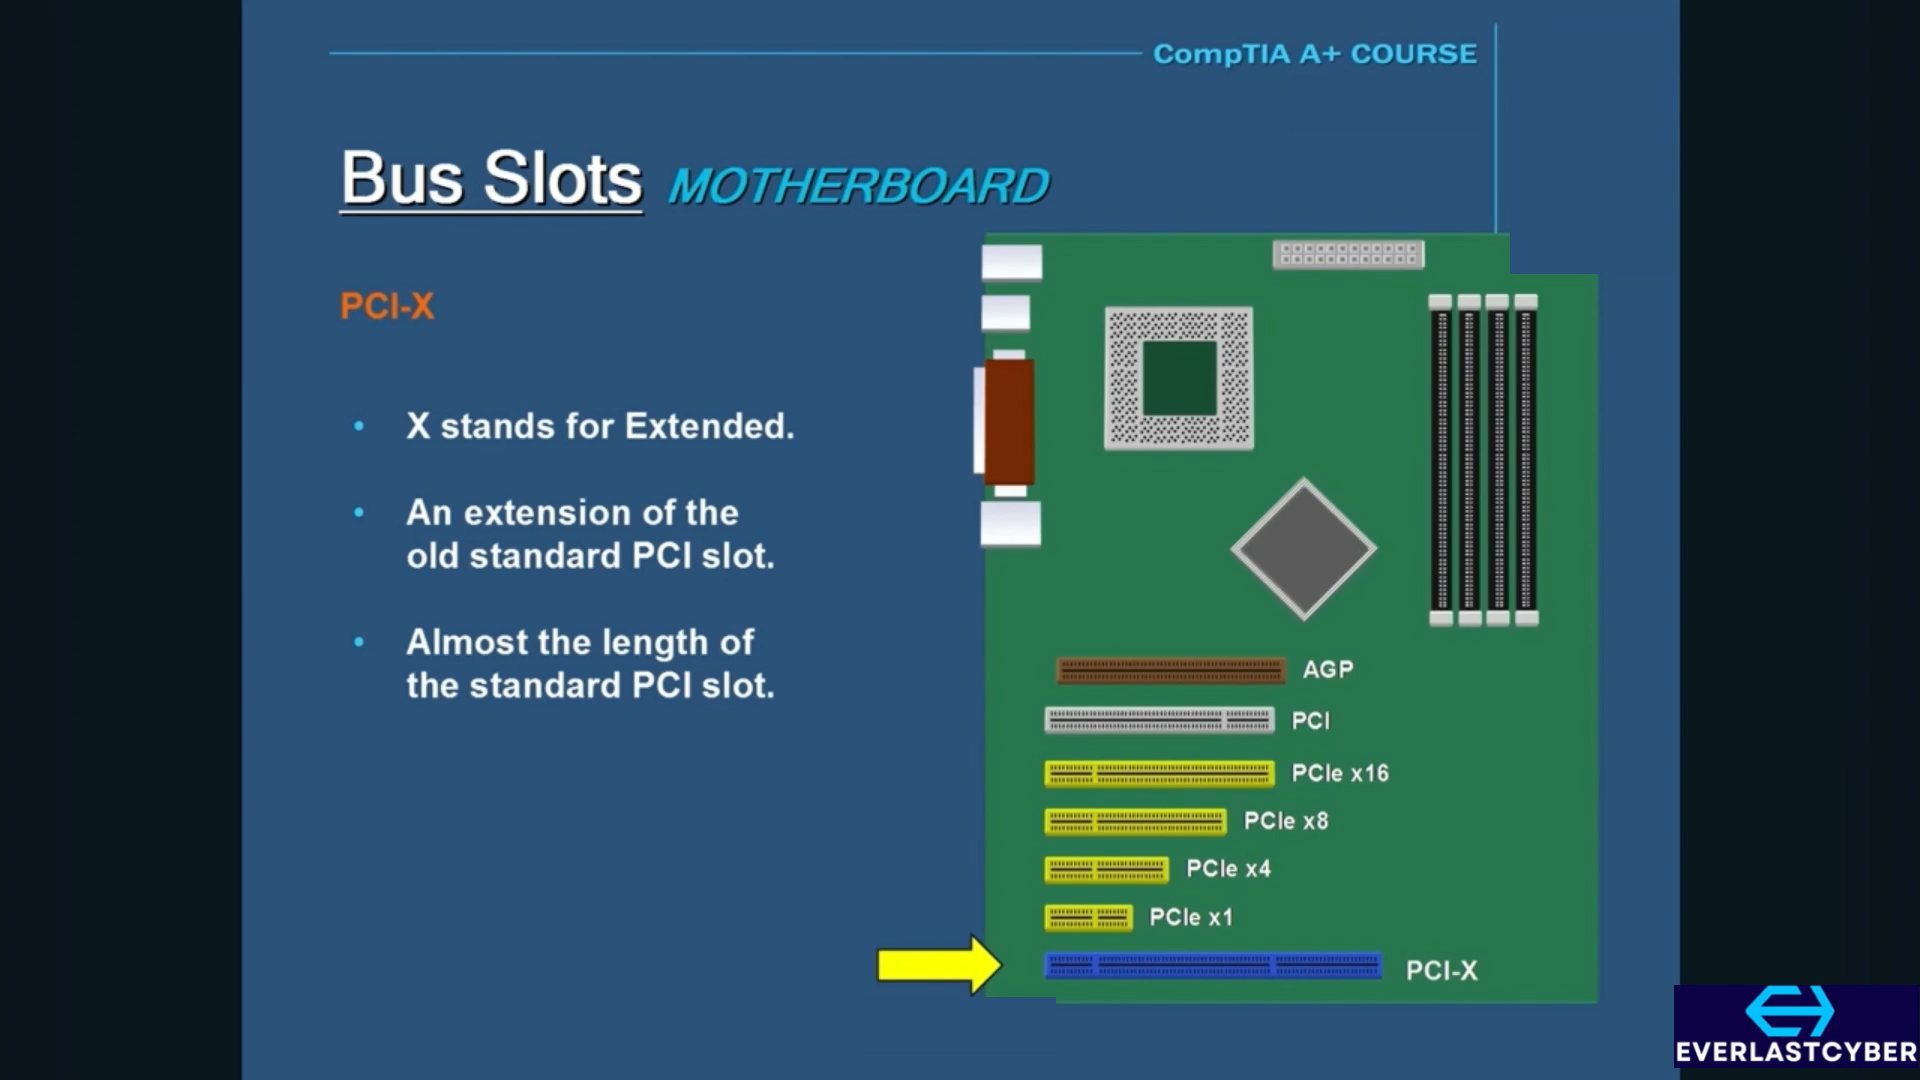 CompTIA A+ COURSE
Bus Slots MOTHERBOARD
PCI-X
• X stands for Extended.
• An extension of the
old standard PCI slot.
• Almost the length of
the standard PCI slot.
AGP
PCI
PCIe x16
PCIe x8
PCIe x4
PCIe x1
PCI-X
EVERLASTCYBER